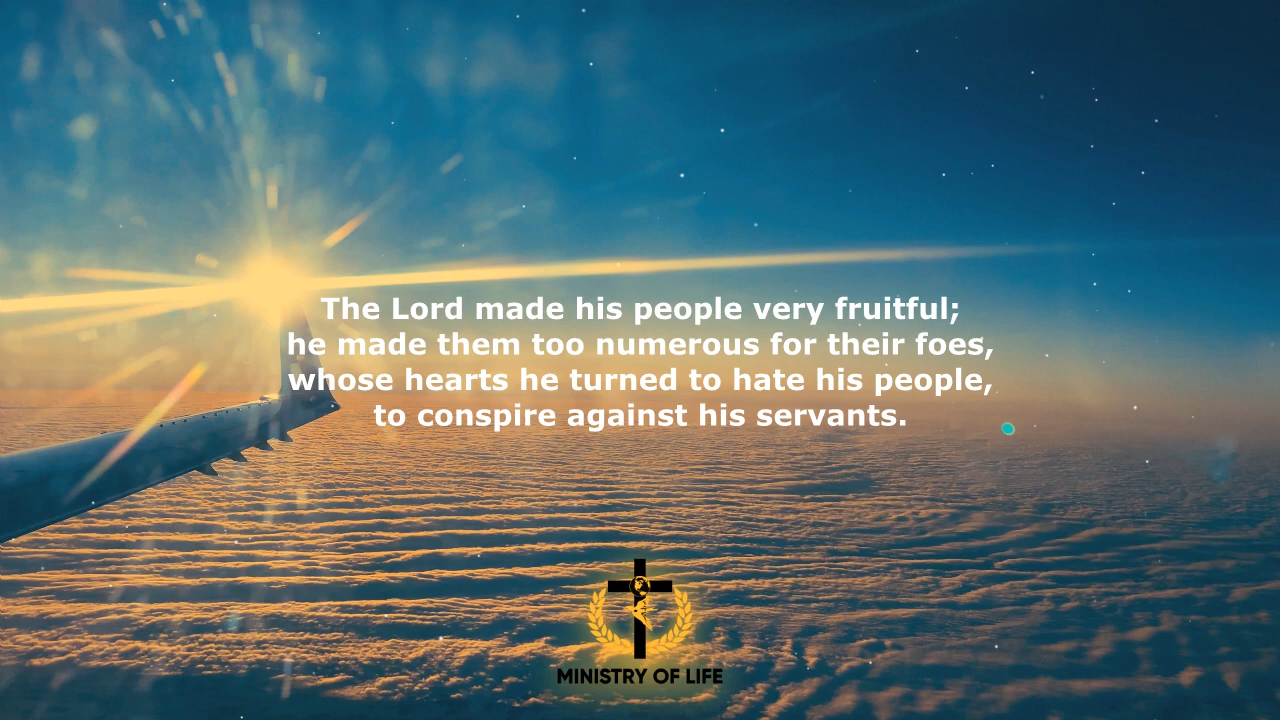 The Lord made his people very fruitful;
he made them too numerous for their foes,
whose hearts he turned to hate his people,
to conspire against his servants.
MINISTRY OF LIFE